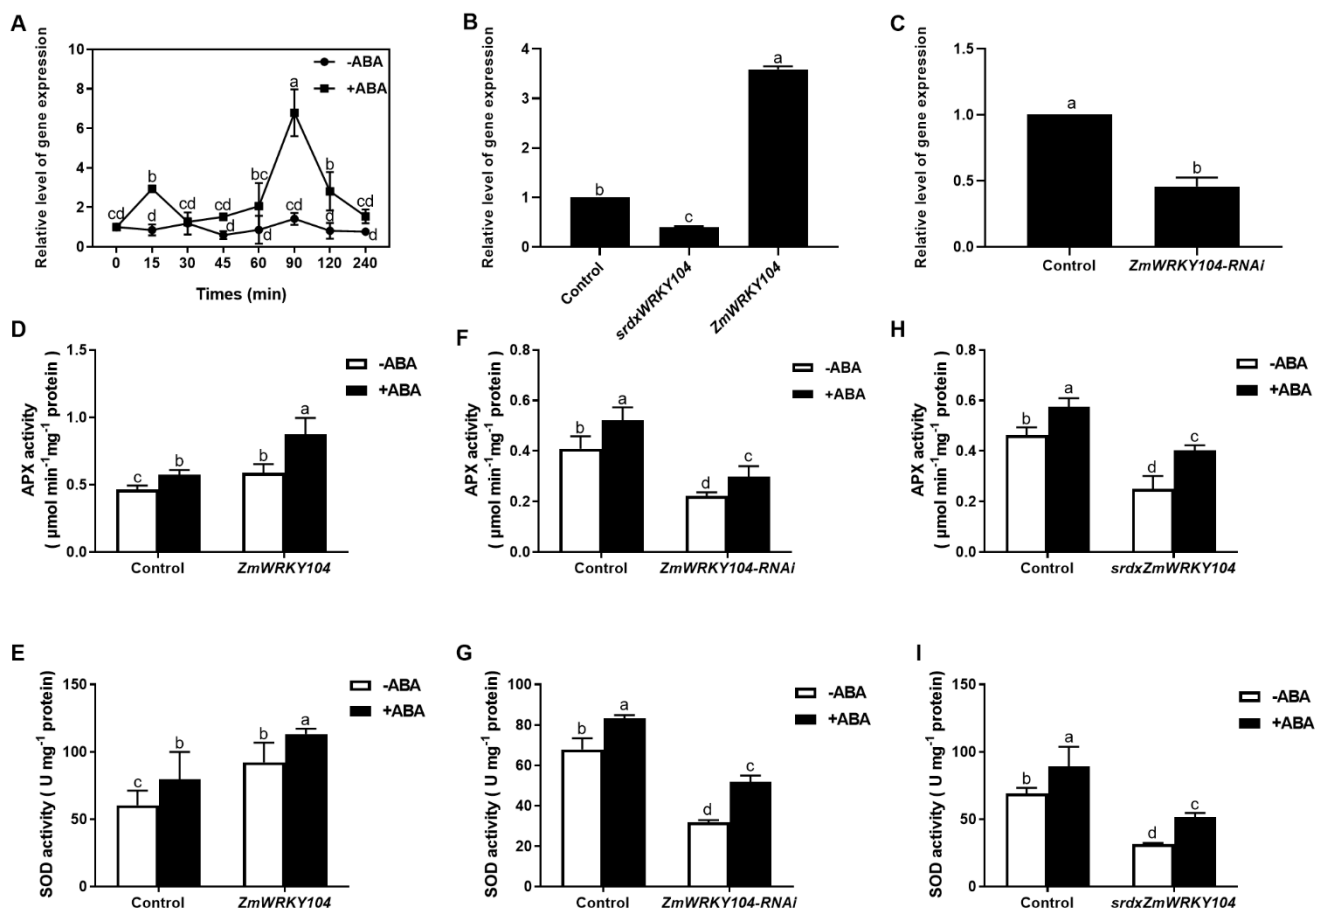 A
Relative level of gene expression
10
8
6
4
2
0
-ABA
+ABA
cd
b
d
cd
cd
d
bc
d
a
cd
b
d
cd
d
0 15 30 45 60 90 120 240
Times (min)
B
Relative level of gene expression
4
3
2
1
0
b
c
a
Control
srdxWRKY104
ZmWRKY104
C
Relative level of gene expression
1.5
1.0
0.5
0.0
a
b
Control ZmWRKY104-RNAi
D
APX activity
( µmol min⁻¹mg⁻¹ protein )
1.5
1.0
0.5
0.0
-ABA
+ABA
c
b
b
a
Control ZmWRKY104
F
APX activity
( µmol min⁻¹mg⁻¹ protein )
0.8
0.6
0.4
0.2
0.0
-ABA
+ABA
b
a
d
c
Control ZmWRKY104-RNAi
H
APX activity
( µmol min⁻¹mg⁻¹ protein )
0.8
0.6
0.4
0.2
0.0
-ABA
+ABA
b
a
d
c
Control srdxZmWRKY104
E
SOD activity ( U mg⁻¹ protein)
150
100
50
0
-ABA
+ABA
c
b
b
a
Control ZmWRKY104
G
SOD activity ( U mg⁻¹ protein)
100
80
60
40
20
0
-ABA
+ABA
b
a
d
c
Control ZmWRKY104-RNAi
I
SOD activity ( U mg⁻¹ protein)
150
100
50
0
-ABA
+ABA
b
a
d
c
Control srdxZmWRKY104